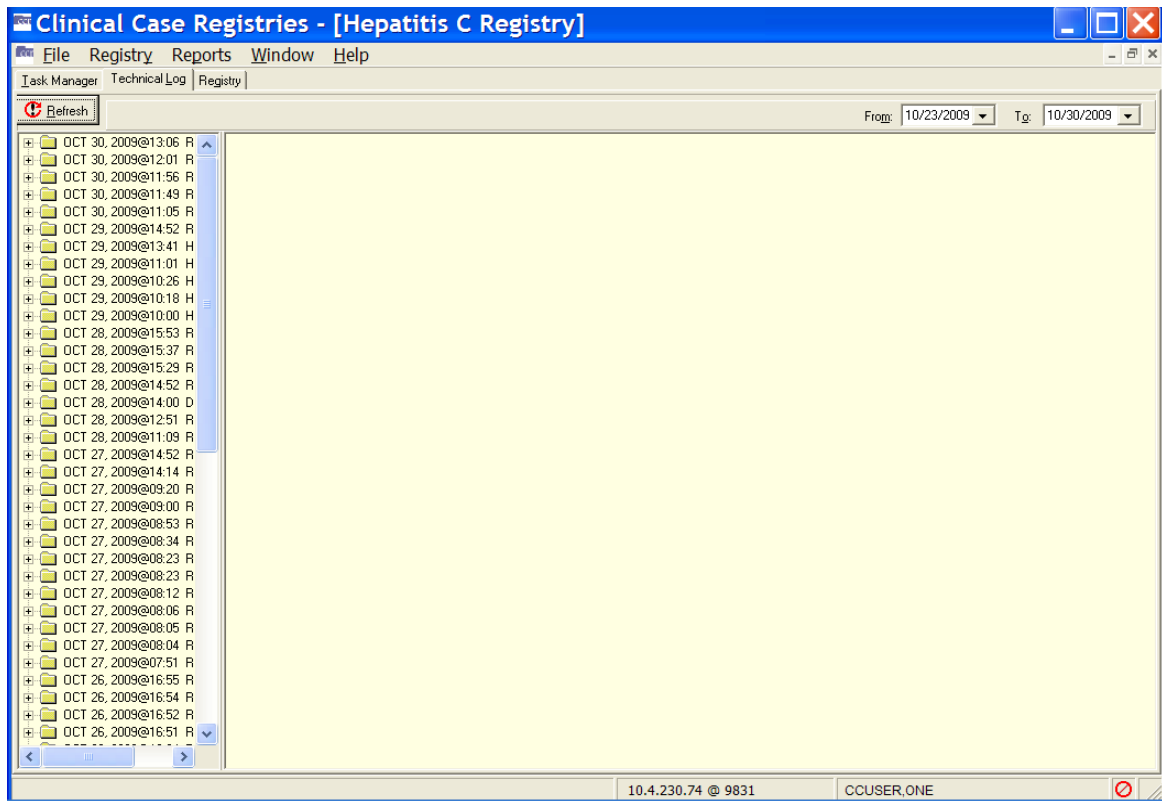 Clinical Case Registries - [Hepatitis C Registry]
File Registry Reports Window Help
Task Manager Technical Log Registry
Refresh From: 10/23/2009 To: 10/30/2009
OCT 30, 2009@13:06 R
OCT 30, 2009@12:01 R
OCT 30, 2009@11:56 R
OCT 30, 2009@11:49 R
OCT 30, 2009@11:05 R
OCT 29, 2009@14:52 R
OCT 29, 2009@13:41 H
OCT 29, 2009@11:01 H
OCT 29, 2009@10:26 H
OCT 29, 2009@10:18 H
OCT 29, 2009@10:00 H
OCT 28, 2009@15:53 R
OCT 28, 2009@15:37 R
OCT 28, 2009@15:29 R
OCT 28, 2009@14:52 R
OCT 28, 2009@14:00 D
OCT 28, 2009@12:51 R
OCT 28, 2009@11:09 R
OCT 27, 2009@14:52 R
OCT 27, 2009@14:14 R
OCT 27, 2009@09:20 R
OCT 27, 2009@09:00 R
OCT 27, 2009@08:53 R
OCT 27, 2009@08:34 R
OCT 27, 2009@08:23 R
OCT 27, 2009@08:23 R
OCT 27, 2009@08:12 R
OCT 27, 2009@08:06 R
OCT 27, 2009@08:05 R
OCT 27, 2009@08:04 R
OCT 27, 2009@07:51 R
OCT 26, 2009@16:55 R
OCT 26, 2009@16:54 R
OCT 26, 2009@16:52 R
OCT 26, 2009@16:51 R
10.4.230.74 @ 9831 CCUSER,ONE